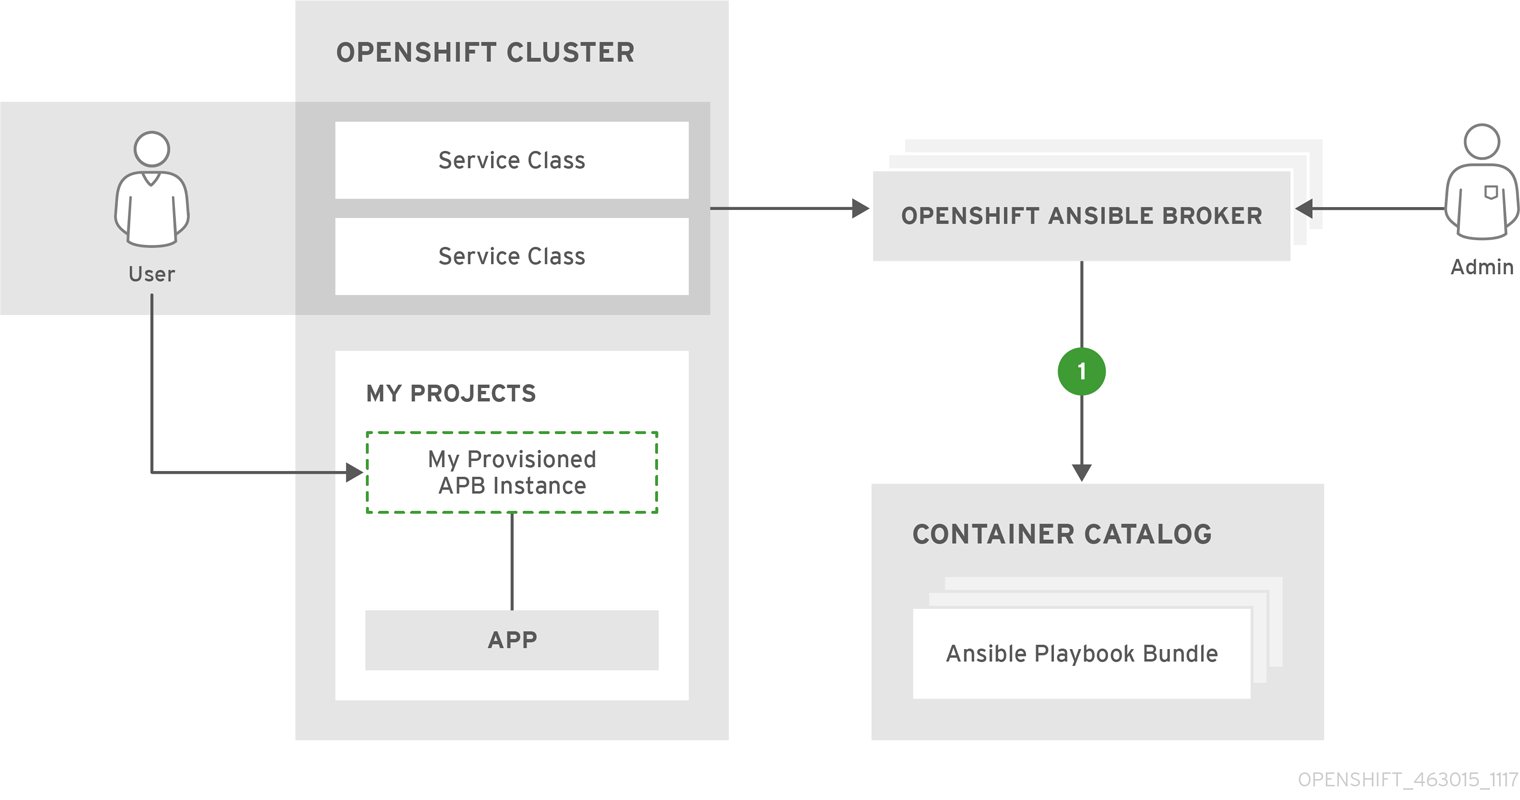 OPENSHIFT CLUSTER
Service Class
Service Class
User
MY PROJECTS
My Provisioned
APB Instance
APP
OPENSHIFT ANSIBLE BROKER
Admin
1
CONTAINER CATALOG
Ansible Playbook Bundle
OPENSHIFT_463015_1117